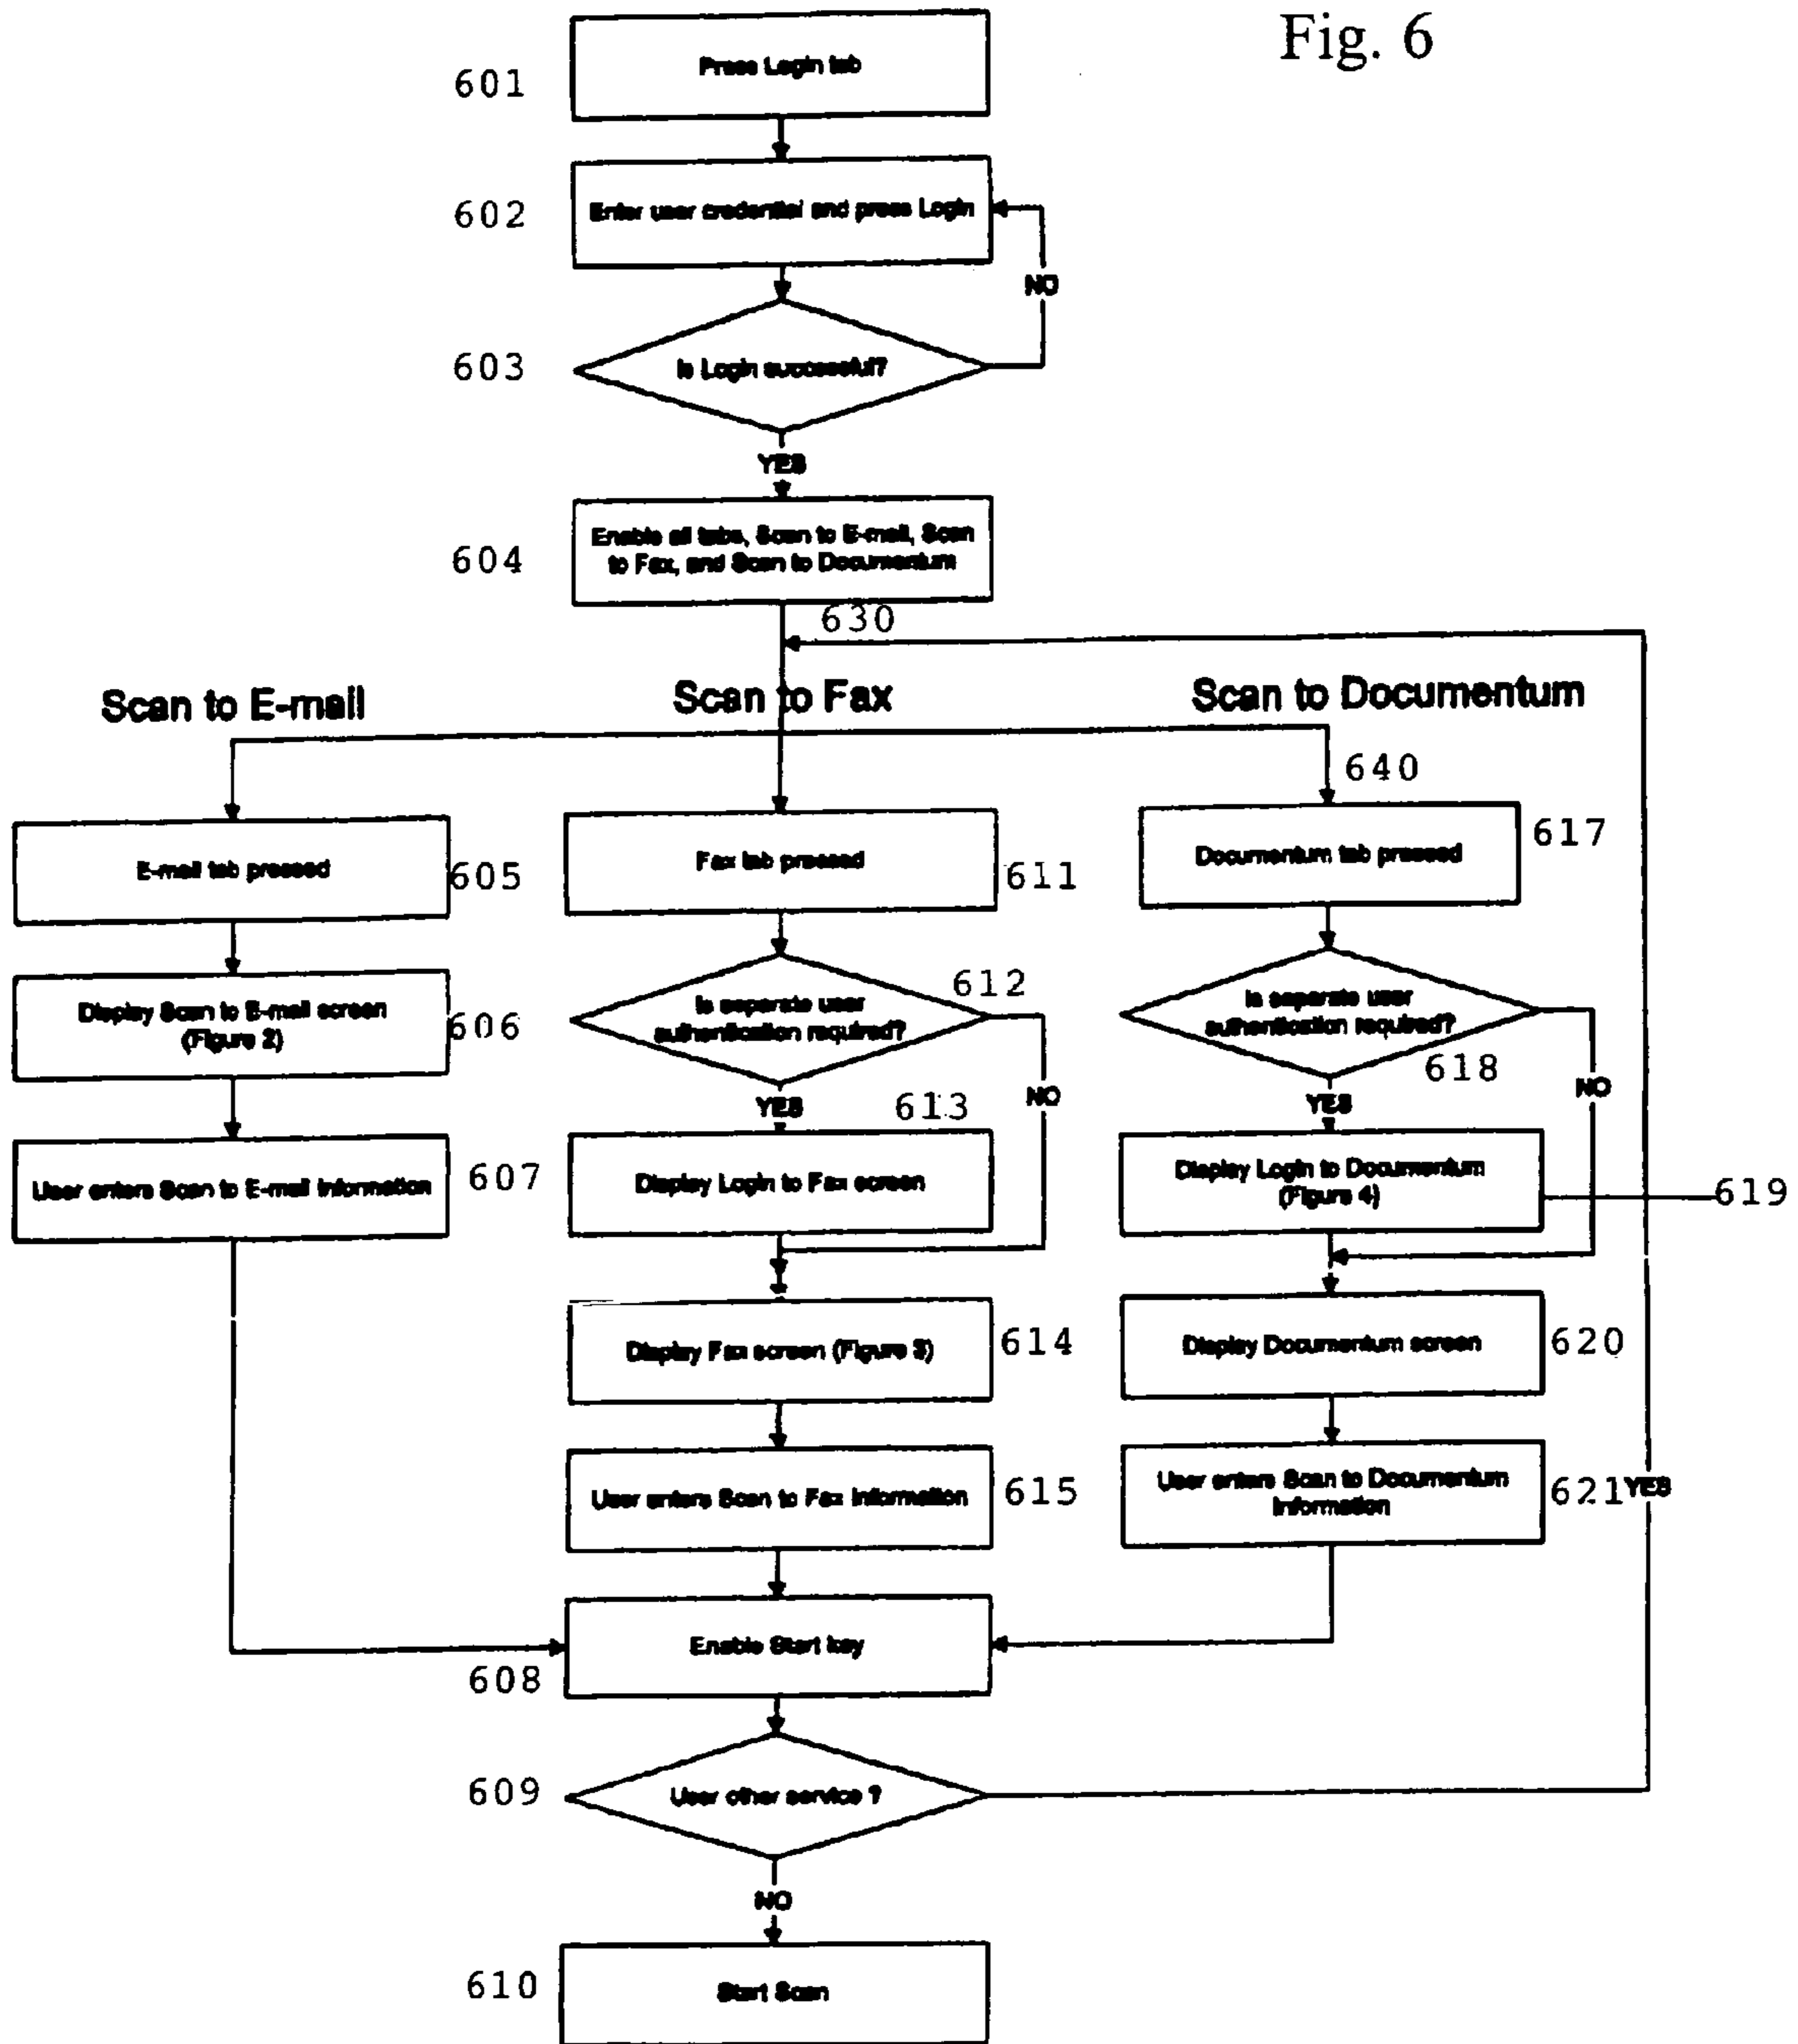 Fig. 6
Press Login tab
601
Enter user credential and press Login
602
NO
Is Login successful?
603
YES
Enable all tabs, Scan to E-mail, Scan
to Fax, and Scan to Documentum
604
630
Scan to E-mail
Scan to Fax
Scan to Documentum
640
E-mail tab pressed
605
Fax tab pressed
611
Documentum tab pressed
617
Display Scan to E-mail screen
(Figure 2)
606
Is separate user
authentication required?
612
NO
YES
Is separate user
authentication required?
618
NO
YES
User enters Scan to E-mail Information
607
613
Display Login to Fax screen
Display Login to Documentum
(Figure 4)
619
Display Fax screen (Figure 3)
614
Display Documentum screen
620
User enters Scan to Fax Information
615
User enters Scan to Documentum
Information
621
YES
Enable Start key
608
User other service ?
609
NO
Start Scan
610